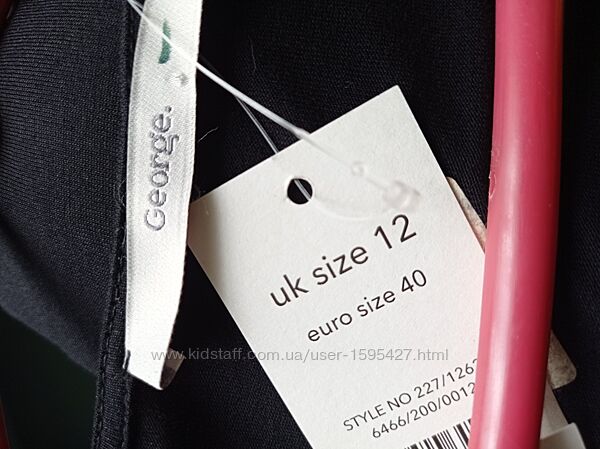 George.
uk size 12
euro size 40
www.kidstaff.com.ua/user-1595427.html
STYLE NO 227/126
6466/200/0012